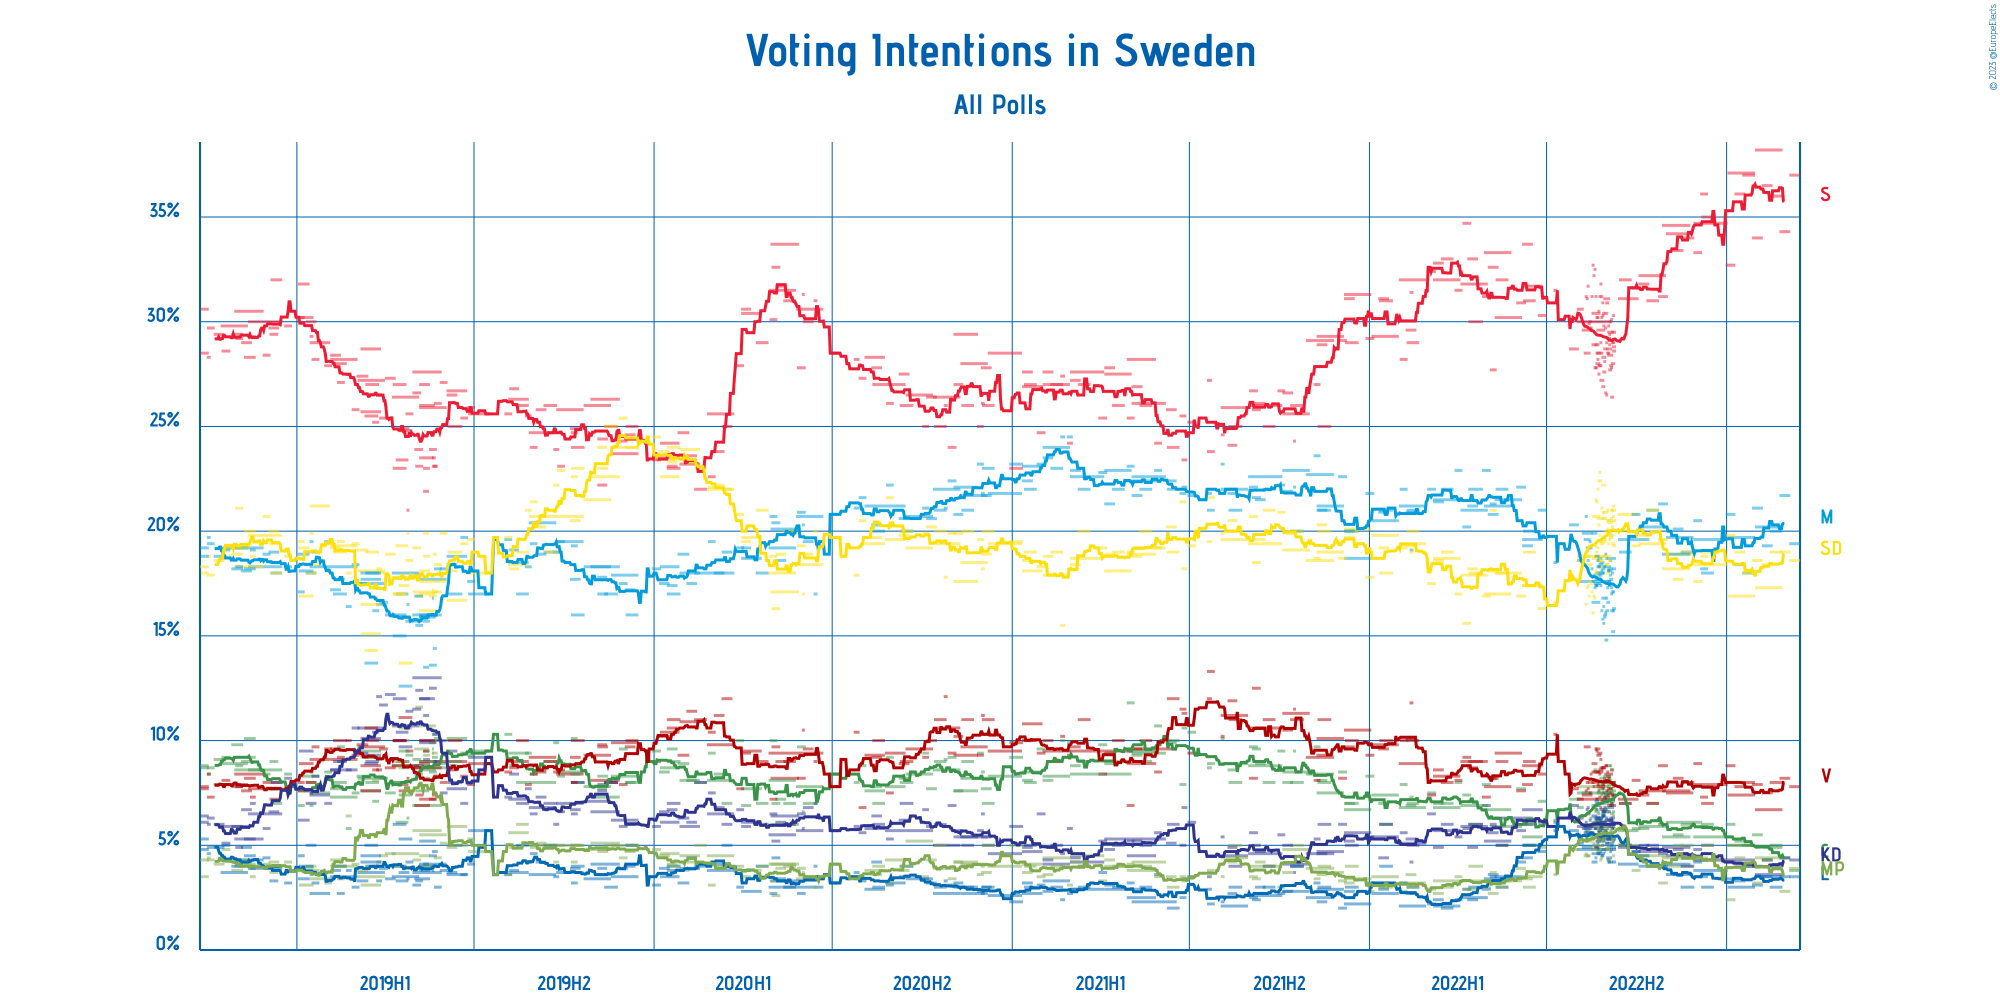 © 2023 @EuropeElects
Voting Intentions in Sweden
All Polls
35%
30%
25%
20%
15%
10%
5%
0%
S
M
SD
V
KD
MP
2019H1 2019H2 2020H1 2020H2 2021H1 2021H2 2022H1 2022H2